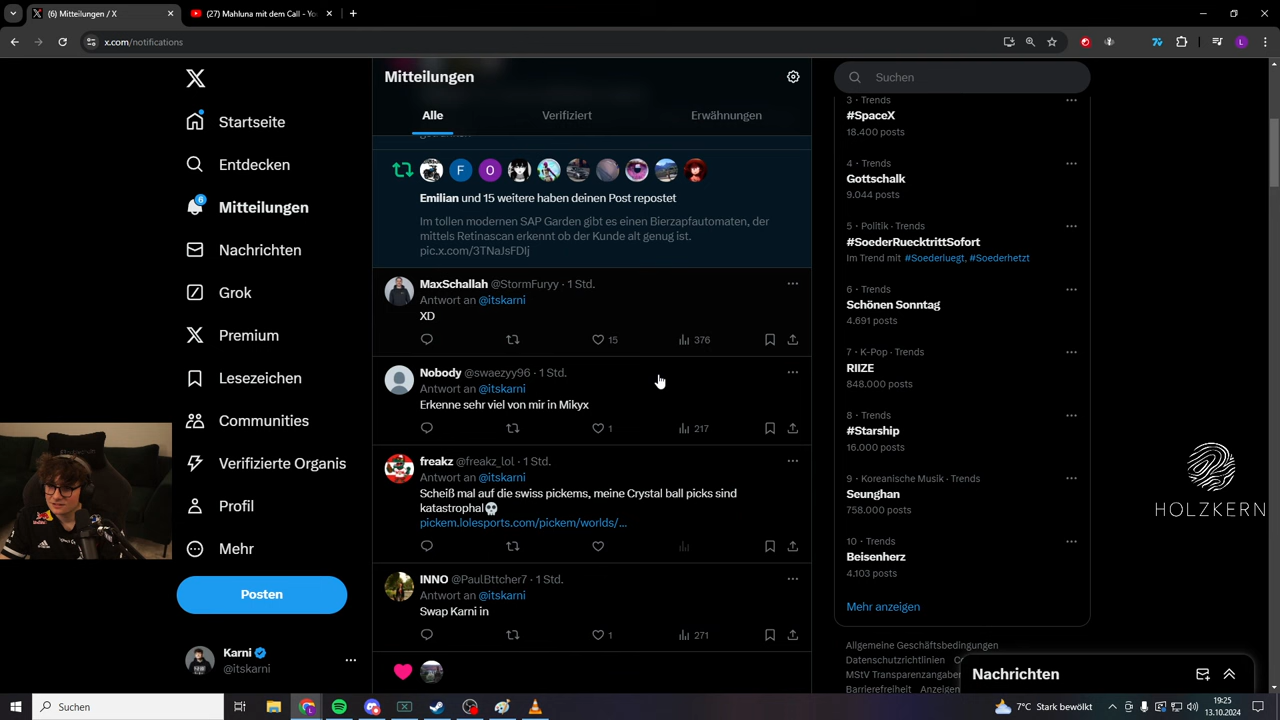 (6) Mitteilungen / X
(27) Mahluna mit dem Call - You
x.com/notifications
Startseite
Entdecken
6
Mitteilungen
Nachrichten
Grok
Premium
Lesezeichen
Communities
Verifizierte Organis
Profil
Mehr
Posten
Karni
@itskarni
Mitteilungen
Alle
Verifiziert
Erwähnungen
F
O
Emilian und 15 weitere haben deinen Post repostet
Im tollen modernen SAP Garden gibt es einen Bierzapfautomaten, der
mittels Retinascan erkennt ob der Kunde alt genug ist.
pic.x.com/3TNaJsFDIj
MaxSchallah @StormFuryy · 1 Std.
Antwort an @itskarni
XD
15
376
Nobody @swaezyy96 · 1 Std.
Antwort an @itskarni
Erkenne sehr viel von mir in Mikyx
1
217
freakz @freakz_lol · 1 Std.
Antwort an @itskarni
Scheiß mal auf die swiss pickems, meine Crystal ball picks sind
katastrophal💀
pickem.lolesports.com/pickem/worlds/...
INNO @PaulBttcher7 · 1 Std.
Antwort an @itskarni
Swap Karni in
1
271
Suchen
3 · Trends
#SpaceX
18.400 posts
4 · Trends
Gottschalk
9.044 posts
5 · Politik · Trends
#SoederRuecktrittSofort
Im Trend mit #Soederluegt, #Soederhetzt
6 · Trends
Schönen Sonntag
4.691 posts
7 · K-Pop · Trends
RIIZE
848.000 posts
8 · Trends
#Starship
16.000 posts
9 · Koreanische Musik · Trends
Seunghan
758.000 posts
10 · Trends
Beisenherz
4.103 posts
Mehr anzeigen
Allgemeine Geschäftsbedingungen
Datenschutzrichtlinien
MStV Transparenzangaben
Barrierefreiheit Anzeigen
Nachrichten
HOLZKERN
Suchen
7°C Stark bewölkt
19:25
13.10.2024